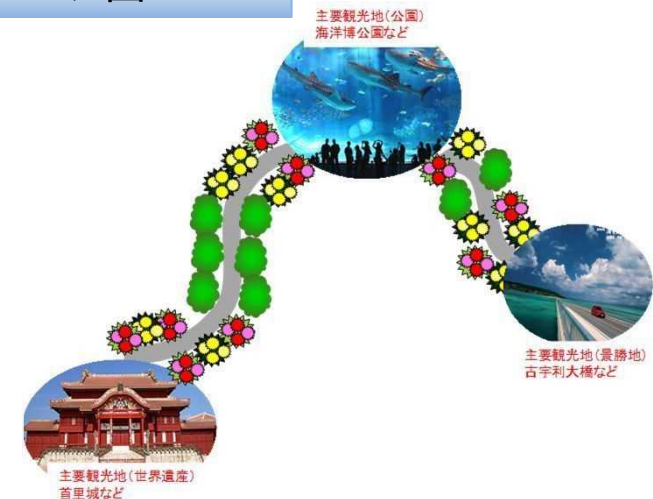 図
主要観光地(公園)
海洋博公園など
主要観光地(景勝地)
古宇利大橋など
主要観光地(世界遺産)
首里城など